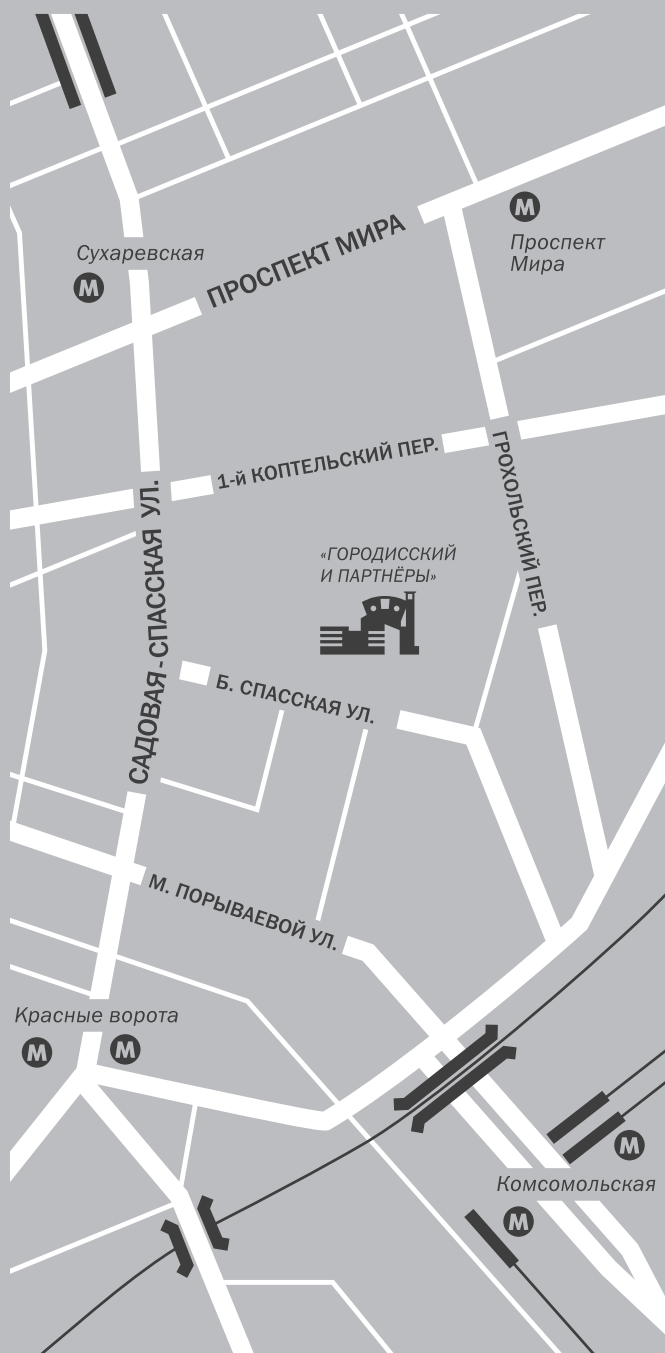 М
Проспект
Мира
ПРОСПЕКТ МИРА
Сухаревская
М
1-й КОПТЕЛЬСКИЙ ПЕР.
ГРОХОЛЬСКИЙ ПЕР.
САДОВАЯ-СПАССКАЯ УЛ.
«ГОРОДИССКИЙ
И ПАРТНЁРЫ»
Б. СПАССКАЯ УЛ.
М. ПОРЫВАЕВОЙ УЛ.
Красные ворота
М
М
М
Комсомольская
М